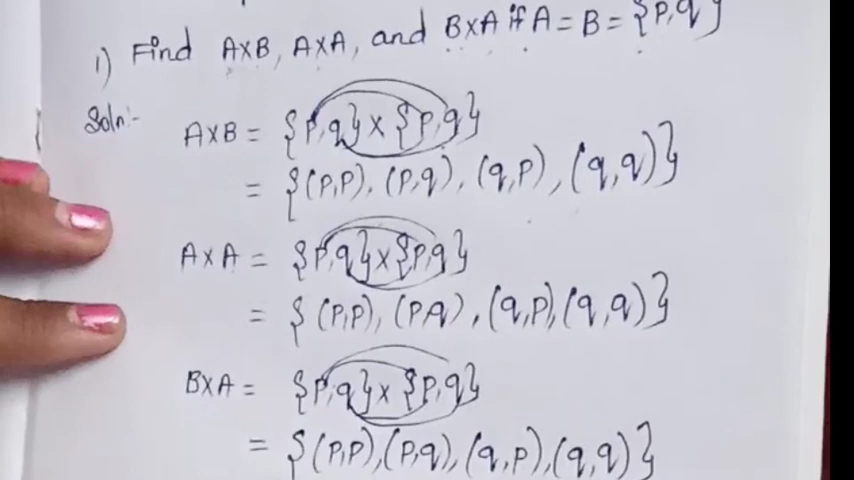 1) Find A×B, A×A, and B×A if A = B = {p,q}
Soln:-
A×B = {p,q} × {p,q}
= {(p,p), (p,q), (q,p), (q,q)}
A×A = {p,q} × {p,q}
= {(p,p), (p,q), (q,p), (q,q)}
B×A = {p,q} × {p,q}
= {(p,p), (p,q), (q,p), (q,q)}